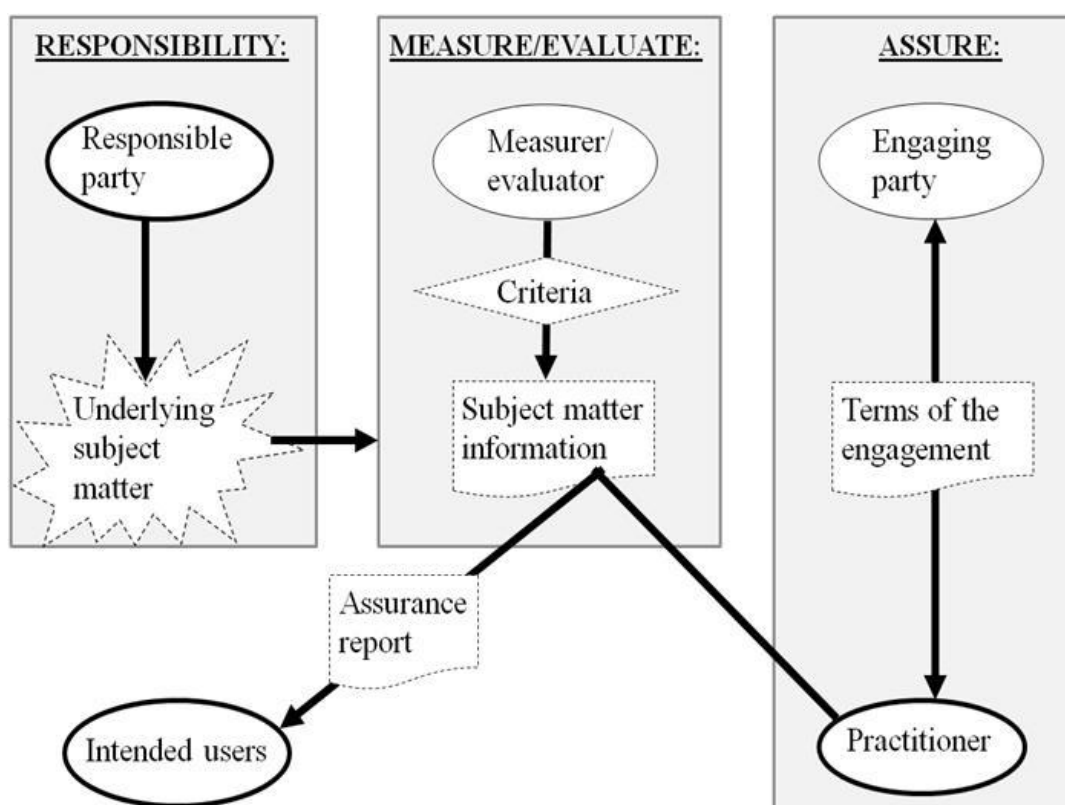 RESPONSIBILITY:
Responsible
party
Underlying
subject
matter
MEASURE/EVALUATE:
Measurer/
evaluator
Criteria
Subject matter
information
ASSURE:
Engaging
party
Terms of the
engagement
Practitioner
Assurance
report
Intended users